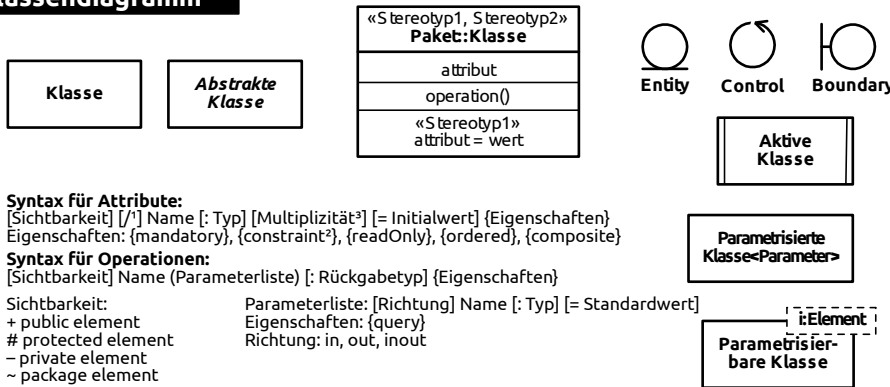 Klassendiagramm
«Stereotyp1, Stereotyp2»
Paket::Klasse
attribut
operation()
«Stereotyp1»
attribut = wert
Klasse
Abstrakte
Klasse
Entity
Control
Boundary
Aktive
Klasse
Syntax für Attribute:
[Sichtbarkeit] [/¹] Name [: Typ] [Multiplizität³] [= Initialwert] {Eigenschaften}
Eigenschaften: {mandatory}, {constraint²}, {readOnly}, {ordered}, {composite}
Parametrisierte
Klasse<Parameter>
Syntax für Operationen:
[Sichtbarkeit] Name (Parameterliste) [: Rückgabetyp] {Eigenschaften}
Sichtbarkeit:
+ public element
# protected element
– private element
~ package element
Parameterliste: [Richtung] Name [: Typ] [= Standardwert]
Eigenschaften: {query}
Richtung: in, out, inout
i:Element
Parametrisier-
bare Klasse